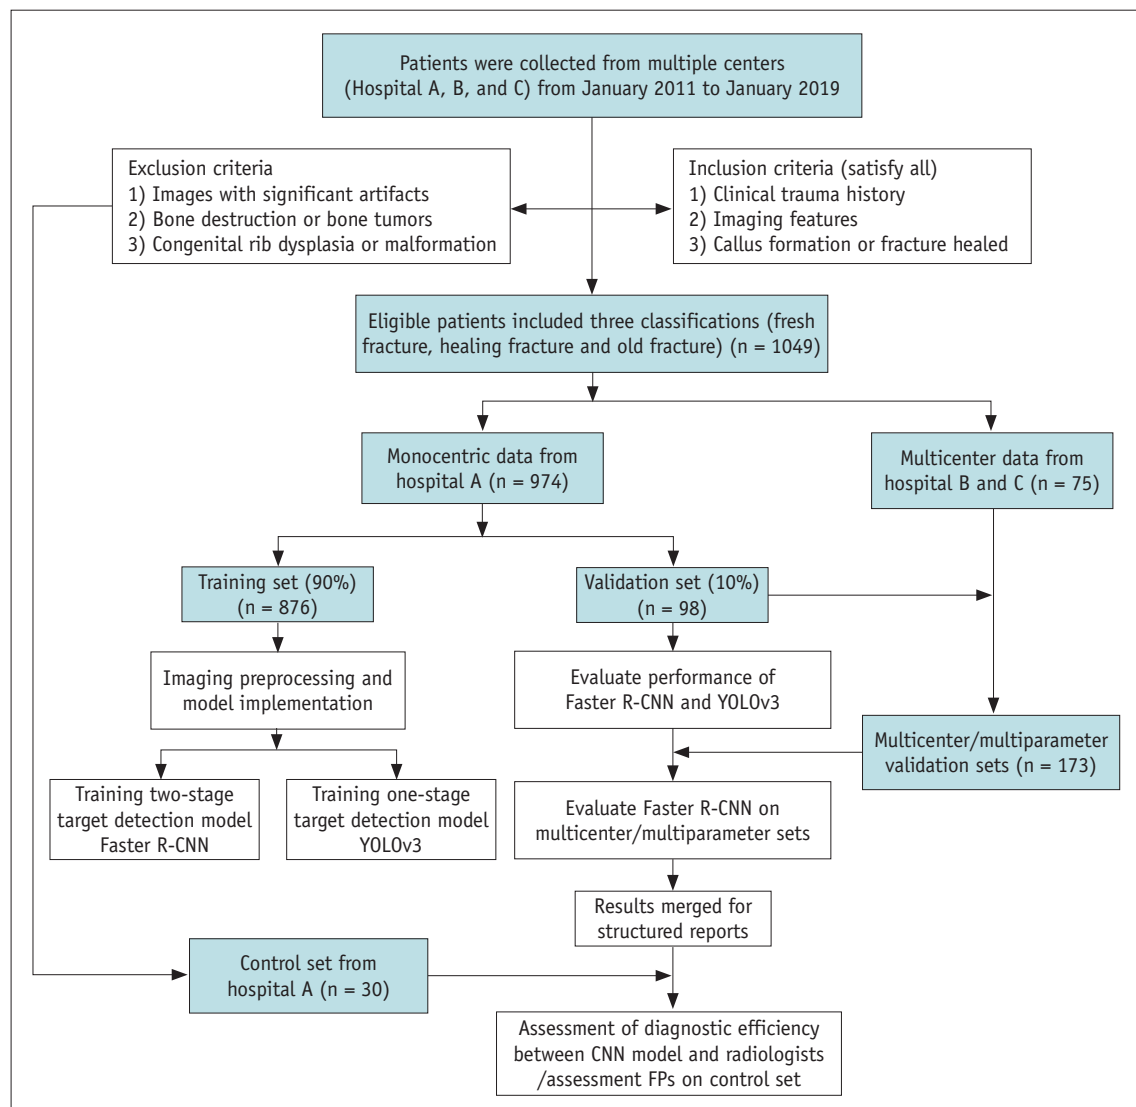 Patients were collected from multiple centers
(Hospital A, B, and C) from January 2011 to January 2019
Exclusion criteria
1) Images with significant artifacts
2) Bone destruction or bone tumors
3) Congenital rib dysplasia or malformation
Inclusion criteria (satisfy all)
1) Clinical trauma history
2) Imaging features
3) Callus formation or fracture healed
Eligible patients included three classifications (fresh
fracture, healing fracture and old fracture) (n = 1049)
Monocentric data from
hospital A (n = 974)
Multicenter data from
hospital B and C (n = 75)
Training set (90%)
(n = 876)
Validation set (10%)
(n = 98)
Imaging preprocessing and
model implementation
Evaluate performance of
Faster R-CNN and YOLOv3
Multicenter/multiparameter
validation sets (n = 173)
Training two-stage
target detection model
Faster R-CNN
Training one-stage
target detection model
YOLOv3
Evaluate Faster R-CNN on
multicenter/multiparameter sets
Results merged for
structured reports
Control set from
hospital A (n = 30)
Assessment of diagnostic efficiency
between CNN model and radiologists
/assessment FPs on control set